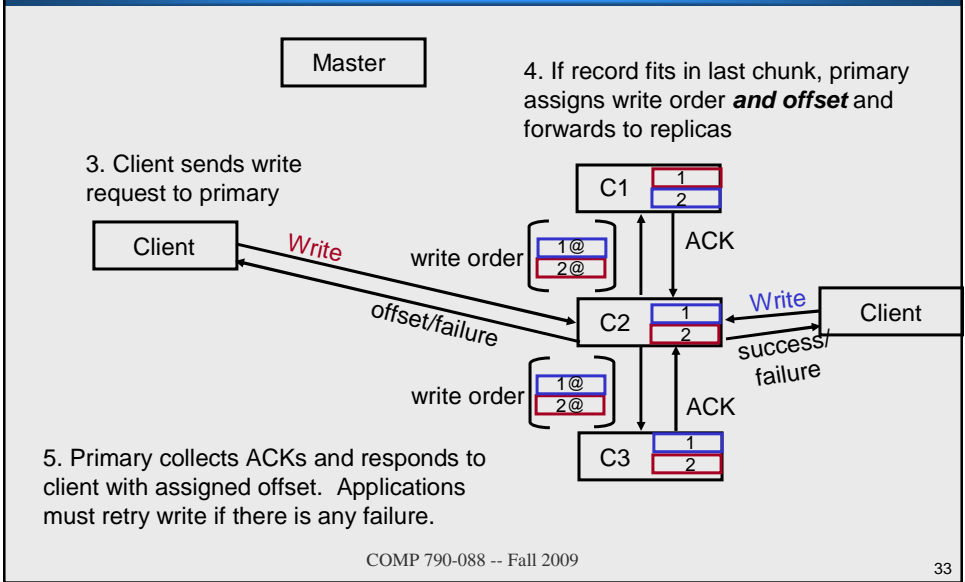 Master
4. If record fits in last chunk, primary
assigns write order and offset and
forwards to replicas
3. Client sends write
request to primary
C1
1
2
Client
Write
write order
1@
2@
ACK
offset/failure
C2
1
2
Write
success/
failure
Client
write order
1@
2@
ACK
C3
1
2
5. Primary collects ACKs and responds to
client with assigned offset. Applications
must retry write if there is any failure.
COMP 790-088 -- Fall 2009
33